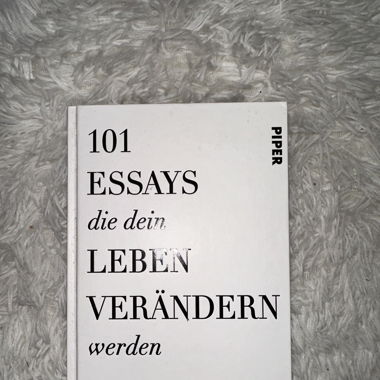 101
ESSAYS
die dein
LEBEN
VERÄNDERN
werden
PIPER